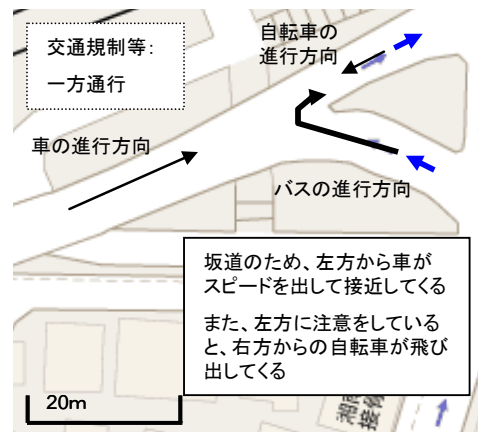 交通規制等:
一方通行
自転車の
進行方向
車の進行方向
バスの進行方向
坂道のため、左方から車が
スピードを出して接近してくる
また、左方に注意をしている
と、右方からの自転車が飛び
出してくる
20m
湘南
接骨